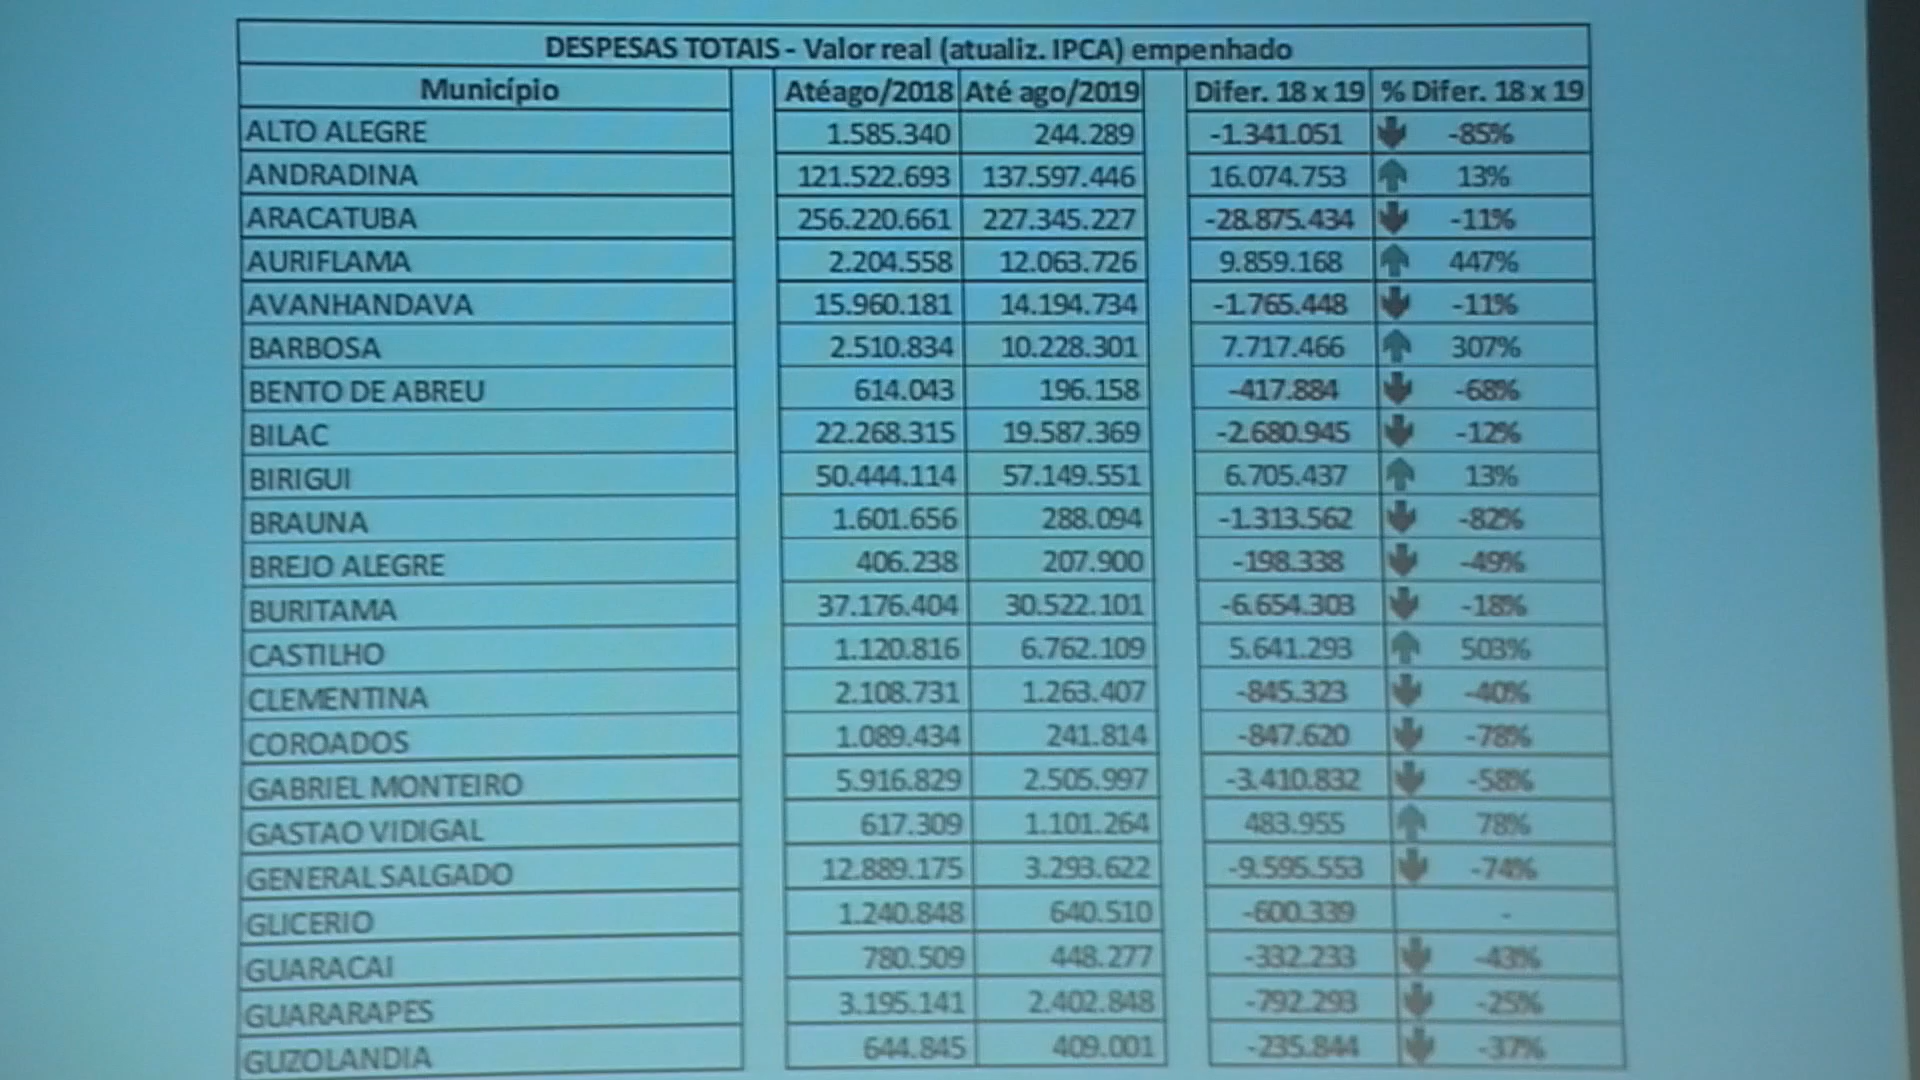 DESPESAS TOTAIS - Valor real (atualiz. IPCA) empenhado
Município Atéago/2018 Até ago/2019 Difer. 18 x 19 % Difer. 18 x 19
ALTO ALEGRE 1.585.340 244.289 -1.341.051 -85%
ANDRADINA 121.522.693 137.597.446 16.074.753 13%
ARACATUBA 256.220.661 227.345.227 -28.875.434 -11%
AURIFLAMA 2.204.558 12.063.726 9.859.168 447%
AVANHANDAVA 15.960.181 14.194.734 -1.765.448 -11%
BARBOSA 2.510.834 10.228.301 7.717.466 307%
BENTO DE ABREU 614.043 196.158 -417.884 -68%
BILAC 22.268.315 19.587.369 -2.680.945 -12%
BIRIGUI 50.444.114 57.149.551 6.705.437 13%
BRAUNA 1.601.656 288.094 -1.313.562 -82%
BREJO ALEGRE 406.238 207.900 -198.338 -49%
BURITAMA 37.176.404 30.522.101 -6.654.303 -18%
CASTILHO 1.120.816 6.762.109 5.641.293 503%
CLEMENTINA 2.108.731 1.263.407 -845.323 -40%
COROADOS 1.089.434 241.814 -847.620 -78%
GABRIEL MONTEIRO 5.916.829 2.505.997 -3.410.832 -58%
GASTAO VIDIGAL 617.309 1.101.264 483.955 78%
GENERAL SALGADO 12.889.175 3.293.622 -9.595.553 -74%
GLICERIO 1.240.848 640.510 -600.339 -
GUARACAI 780.509 448.277 -332.233 -43%
GUARARAPES 3.195.141 2.402.848 -792.293 -25%
GUZOLANDIA 644.845 409.001 -235.844 -37%